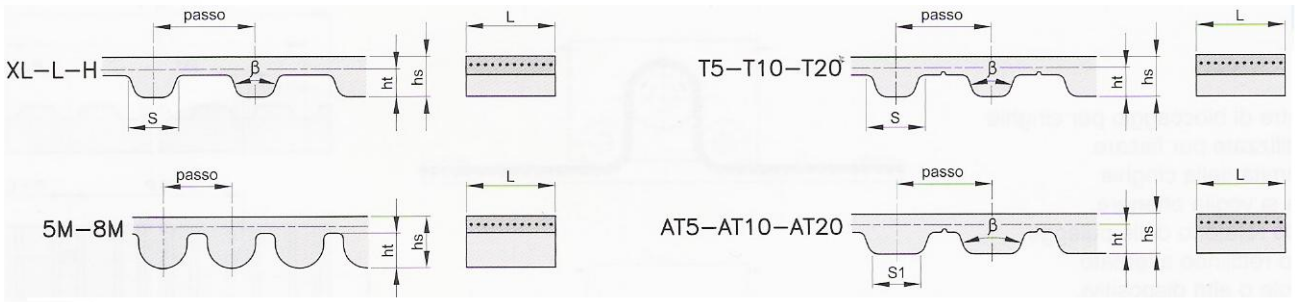 passo
XL-L-H
β
ht
hs
S
L
passo
T5-T10-T20
β
ht
hs
S
L
passo
5M-8M
ht
hs
L
passo
AT5-AT10-AT20
β
ht
hs
S1
L